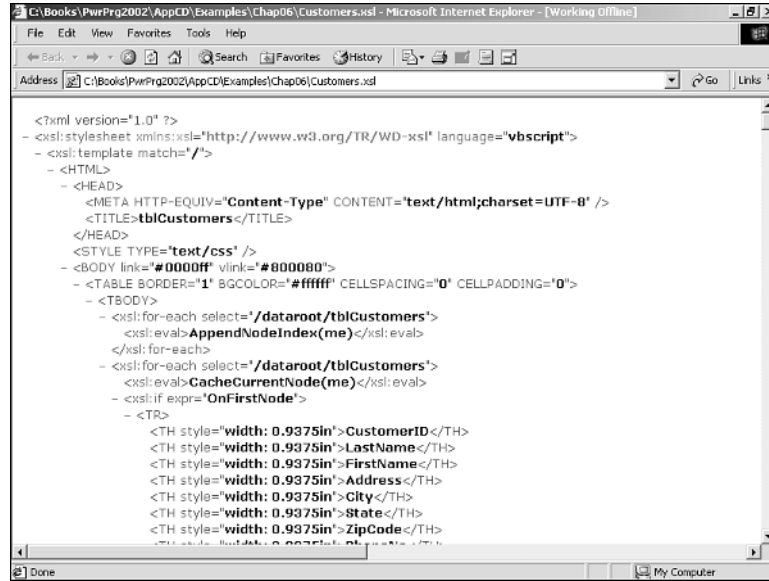 C:\Books\PwrPrg2002\AppCD\Examples\Chap06\Customers.xsl - Microsoft Internet Explorer - [Working Offline]
File Edit View Favorites Tools Help
Back Search Favorites History
Address C:\Books\PwrPrg2002\AppCD\Examples\Chap06\Customers.xsl Go Links
<?xml version="1.0" ?>
- <xsl:stylesheet xmlns:xsl="http://www.w3.org/TR/WD-xsl" language="vbscript">
- <xsl:template match="/">
- <HTML>
- <HEAD>
<META HTTP-EQUIV="Content-Type" CONTENT="text/html;charset=UTF-8" />
<TITLE>tblCustomers</TITLE>
</HEAD>
<STYLE TYPE="text/css" />
- <BODY link="#0000ff" vlink="#800080">
- <TABLE BORDER="1" BGCOLOR="#ffffff" CELLSPACING="0" CELLPADDING="0">
- <TBODY>
- <xsl:for-each select="/dataroot/tblCustomers">
<xsl:eval>AppendNodeIndex(me)</xsl:eval>
</xsl:for-each>
- <xsl:for-each select="/dataroot/tblCustomers">
<xsl:eval>CacheCurrentNode(me)</xsl:eval>
- <xsl:if expr="OnFirstNode">
- <TR>
<TH style="width: 0.9375in">CustomerID</TH>
<TH style="width: 0.9375in">LastName</TH>
<TH style="width: 0.9375in">FirstName</TH>
<TH style="width: 0.9375in">Address</TH>
<TH style="width: 0.9375in">City</TH>
<TH style="width: 0.9375in">State</TH>
<TH style="width: 0.9375in">ZipCode</TH>
Done My Computer